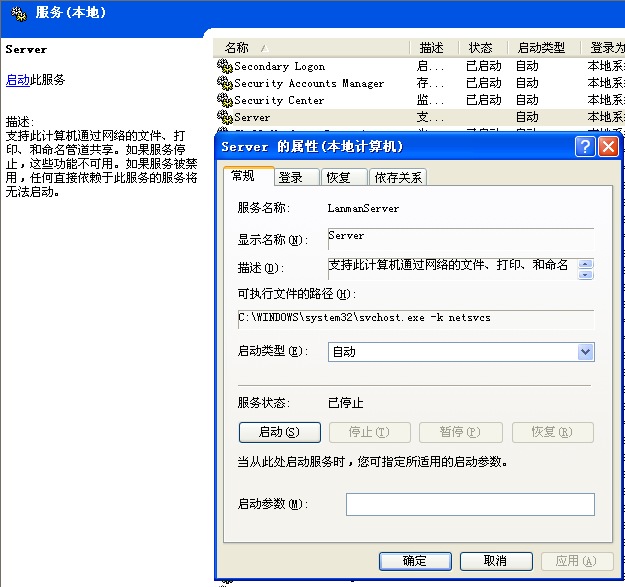 服务(本地)
Server
启动此服务
描述:
支持此计算机通过网络的文件、打
印、和命名管道共享。如果服务停
止，这些功能不可用。如果服务被禁
用，任何直接依赖于此服务的服务将
无法启动。
名称 描述 状态 启动类型 登录为
Secondary Logon 启... 已启动 自动 本地系
Security Accounts Manager 存... 已启动 自动 本地系
Security Center 监... 已启动 自动 本地系
Server 支... 自动 本地系
Server 的属性(本地计算机)
常规 登录 恢复 依存关系
服务名称: LanmanServer
显示名称(N): Server
描述(D): 支持此计算机通过网络的文件、打印、和命名
可执行文件的路径(H):
C:\WINDOWS\system32\svchost.exe -k netsvcs
启动类型(E): 自动
服务状态: 已停止
启动(S) 停止(T) 暂停(P) 恢复(R)
当从此处启动服务时，您可指定所适用的启动参数。
启动参数(M):
确定 取消 应用(A)